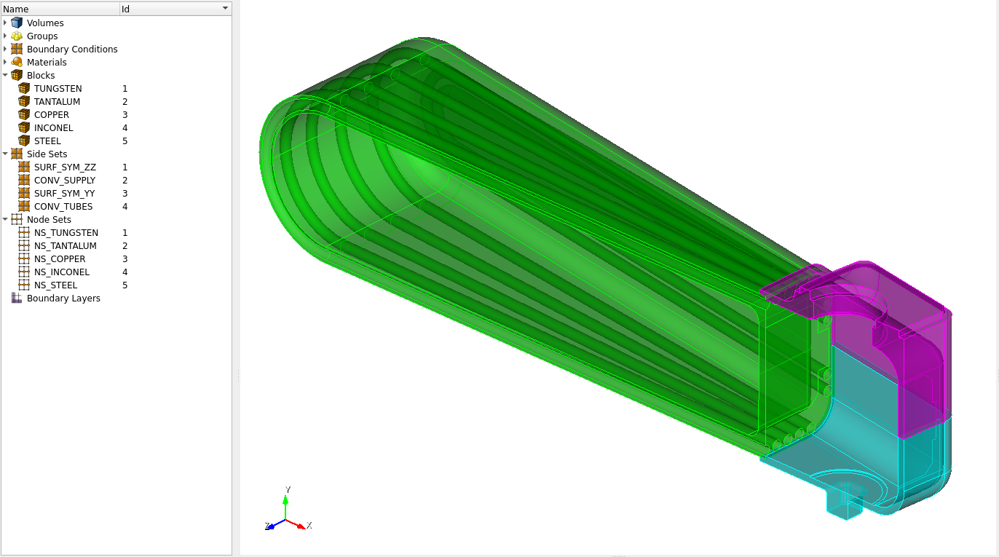 Name Id
Volumes
Groups
Boundary Conditions
Materials
Blocks
TUNGSTEN 1
TANTALUM 2
COPPER 3
INCONEL 4
STEEL 5
Side Sets
SURF_SYM_ZZ 1
CONV_SUPPLY 2
SURF_SYM_YY 3
CONV_TUBES 4
Node Sets
NS_TUNGSTEN 1
NS_TANTALUM 2
NS_COPPER 3
NS_INCONEL 4
NS_STEEL 5
Boundary Layers
Y
Z X